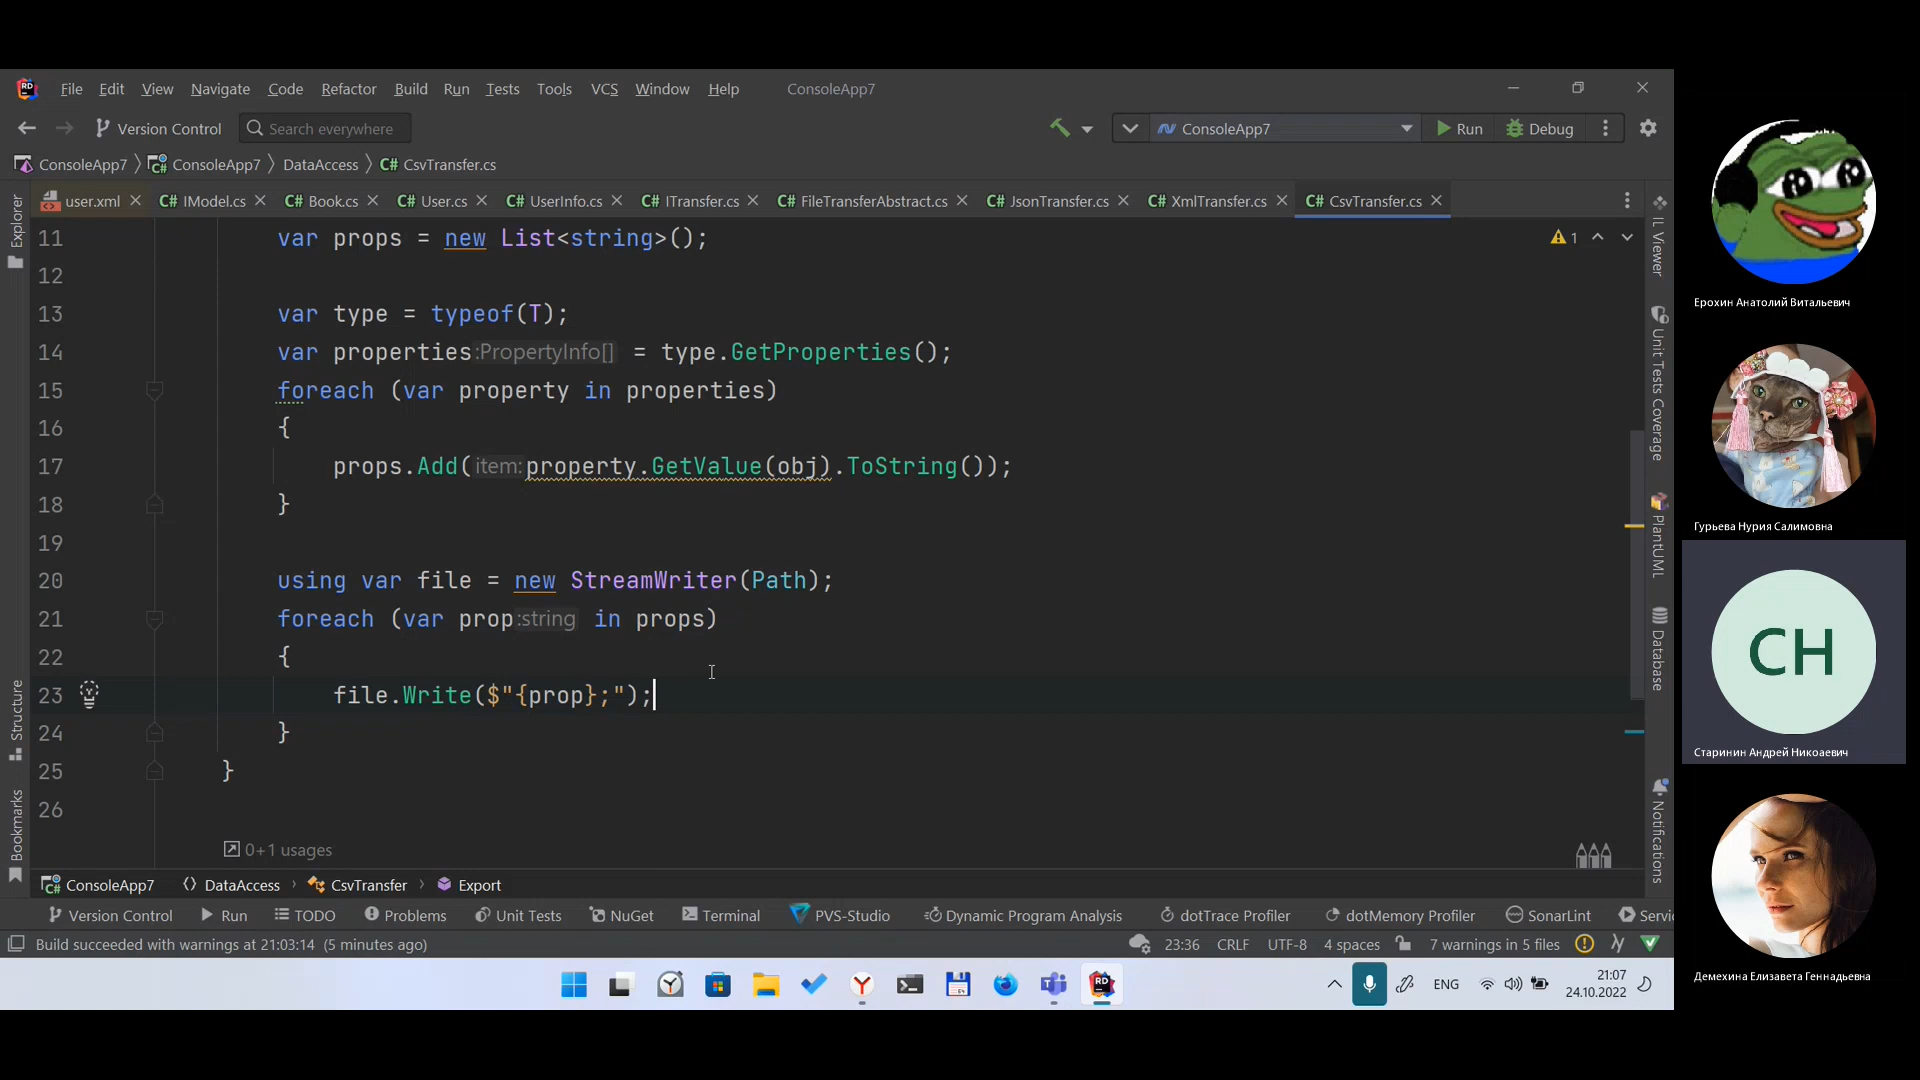 File Edit View Navigate Code Refactor Build Run Tests Tools VCS Window Help ConsoleApp7
Version Control Search everywhere ConsoleApp7 Run Debug
ConsoleApp7 ConsoleApp7 DataAccess C# CsvTransfer.cs
user.xml C# IModel.cs C# Book.cs C# User.cs C# UserInfo.cs C# ITransfer.cs C# FileTransferAbstract.cs C# JsonTransfer.cs C# XmlTransfer.cs C# CsvTransfer.cs
11 var props = new List<string>();
12
13 var type = typeof(T);
14 var properties:PropertyInfo[] = type.GetProperties();
15 foreach (var property in properties)
16 {
17 props.Add(item:property.GetValue(obj).ToString());
18 }
19
20 using var file = new StreamWriter(Path);
21 foreach (var prop:string in props)
22 {
23 file.Write($"{prop};");
24 }
25 }
26
0+1 usages
1
Explorer
Structure
Bookmarks
IL Viewer
Unit Tests Coverage
PlantUML
Database
Notifications
ConsoleApp7 DataAccess CsvTransfer Export
Version Control Run TODO Problems Unit Tests NuGet Terminal PVS-Studio Dynamic Program Analysis dotTrace Profiler dotMemory Profiler SonarLint Servi
Build succeeded with warnings at 21:03:14 (5 minutes ago) 23:36 CRLF UTF-8 4 spaces 7 warnings in 5 files
ENG 21:07
24.10.2022
Ерохин Анатолий Витальевич
Гурьева Нурия Салимовна
СН
Старинин Андрей Никоаевич
Демехина Елизавета Геннадьевна